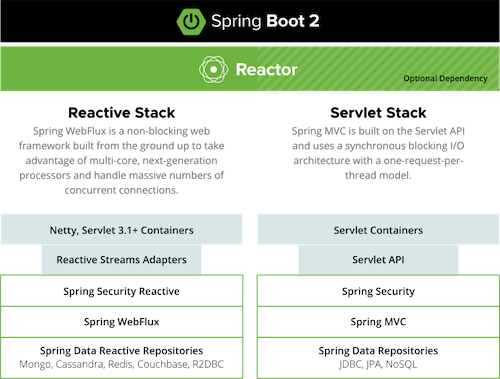 Spring Boot 2
Reactor
Optional Dependency
Reactive Stack
Spring WebFlux is a non-blocking web
framework built from the ground up to take
advantage of multi-core, next-generation
processors and handle massive numbers of
concurrent connections.
Servlet Stack
Spring MVC is built on the Servlet API
and uses a synchronous blocking I/O
architecture with a one-request-per-
thread model.
Netty, Servlet 3.1+ Containers
Reactive Streams Adapters
Spring Security Reactive
Spring WebFlux
Spring Data Reactive Repositories
Mongo, Cassandra, Redis, Couchbase, R2DBC
Servlet Containers
Servlet API
Spring Security
Spring MVC
Spring Data Repositories
JDBC, JPA, NoSQL